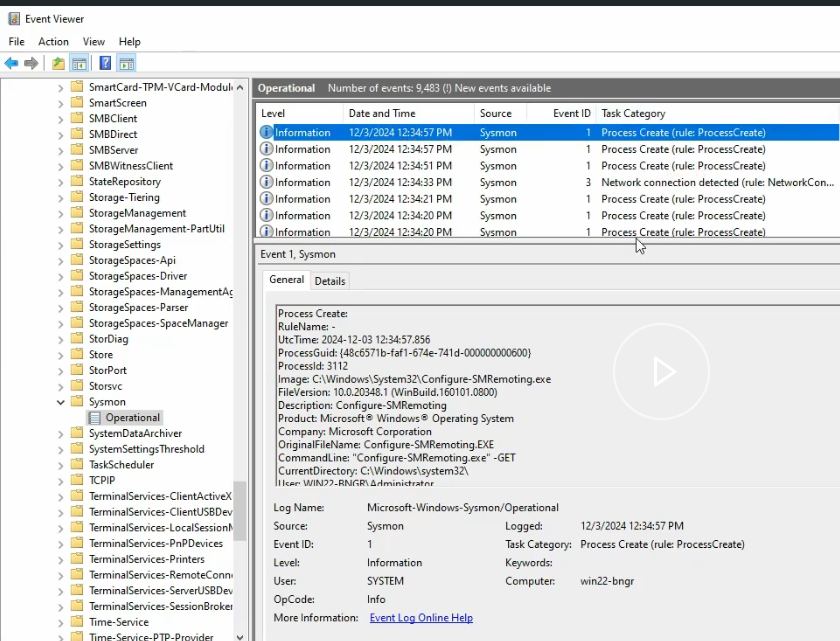 Event Viewer
File Action View Help
SmartCard-TPM-VCard-Module
SmartScreen
SMBClient
SMBDirect
SMBServer
SMBWitnessClient
StateRepository
Storage-Tiering
StorageManagement
StorageManagement-PartUtil
StorageSettings
StorageSpaces-Api
StorageSpaces-Driver
StorageSpaces-ManagementAg
StorageSpaces-Parser
StorageSpaces-SpaceManager
StorDiag
Store
StorPort
Storsvc
Sysmon
Operational
SystemDataArchiver
SystemSettingsThreshold
TaskScheduler
TCPIP
TerminalServices-ClientActiveX
TerminalServices-ClientUSBDev
TerminalServices-LocalSessionM
TerminalServices-PnPDevices
TerminalServices-Printers
TerminalServices-RemoteConne
TerminalServices-ServerUSBDev
TerminalServices-SessionBroker
Time-Service
Time-Service-PTP-Provider
Operational Number of events: 9,483 (!) New events available
Level Date and Time Source Event ID Task Category
Information 12/3/2024 12:34:57 PM Sysmon 1 Process Create (rule: ProcessCreate)
Information 12/3/2024 12:34:57 PM Sysmon 1 Process Create (rule: ProcessCreate)
Information 12/3/2024 12:34:51 PM Sysmon 1 Process Create (rule: ProcessCreate)
Information 12/3/2024 12:34:33 PM Sysmon 3 Network connection detected (rule: NetworkCon...
Information 12/3/2024 12:34:21 PM Sysmon 1 Process Create (rule: ProcessCreate)
Information 12/3/2024 12:34:20 PM Sysmon 1 Process Create (rule: ProcessCreate)
Information 12/3/2024 12:34:20 PM Sysmon 1 Process Create (rule: ProcessCreate)
Event 1, Sysmon
General Details
Process Create:
RuleName: -
UtcTime: 2024-12-03 12:34:57.856
ProcessGuid: {48c6571b-faf1-674e-741d-000000000600}
ProcessId: 3112
Image: C:\Windows\System32\Configure-SMRemoting.exe
FileVersion: 10.0.20348.1 (WinBuild.160101.0800)
Description: Configure-SMRemoting
Product: Microsoft® Windows® Operating System
Company: Microsoft Corporation
OriginalFileName: Configure-SMRemoting.EXE
CommandLine: "Configure-SMRemoting.exe" -GET
CurrentDirectory: C:\Windows\system32\
User: WIN22-BNGR\Administrator
Log Name: Microsoft-Windows-Sysmon/Operational
Source: Sysmon Logged: 12/3/2024 12:34:57 PM
Event ID: 1 Task Category: Process Create (rule: ProcessCreate)
Level: Information Keywords:
User: SYSTEM Computer: win22-bngr
OpCode: Info
More Information: Event Log Online Help